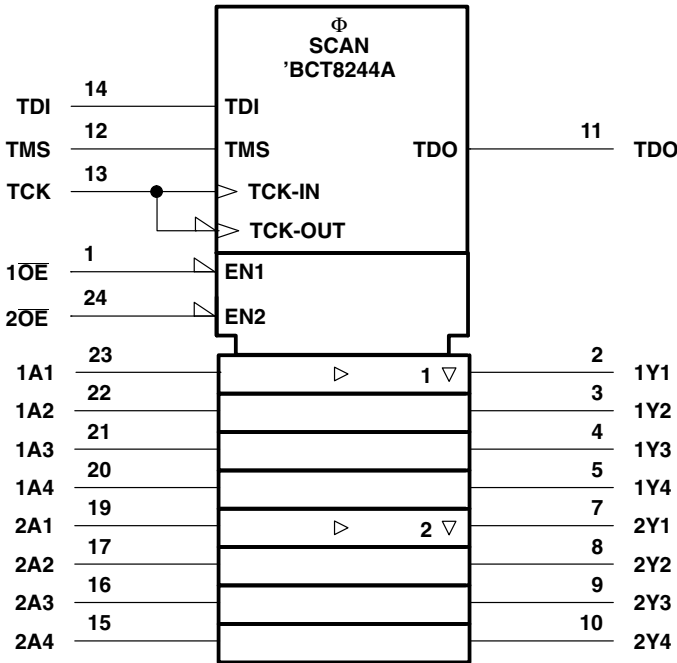 Φ
SCAN
’BCT8244A
TDI 14 TDI
TMS 12 TMS TDO 11 TDO
TCK 13 TCK-IN
TCK-OUT
1O̅E̅ 1 EN1
2O̅E̅ 24 EN2
1A1 23 1 2 1Y1
1A2 22 3 1Y2
1A3 21 4 1Y3
1A4 20 5 1Y4
2A1 19 2 7 2Y1
2A2 17 8 2Y2
2A3 16 9 2Y3
2A4 15 10 2Y4